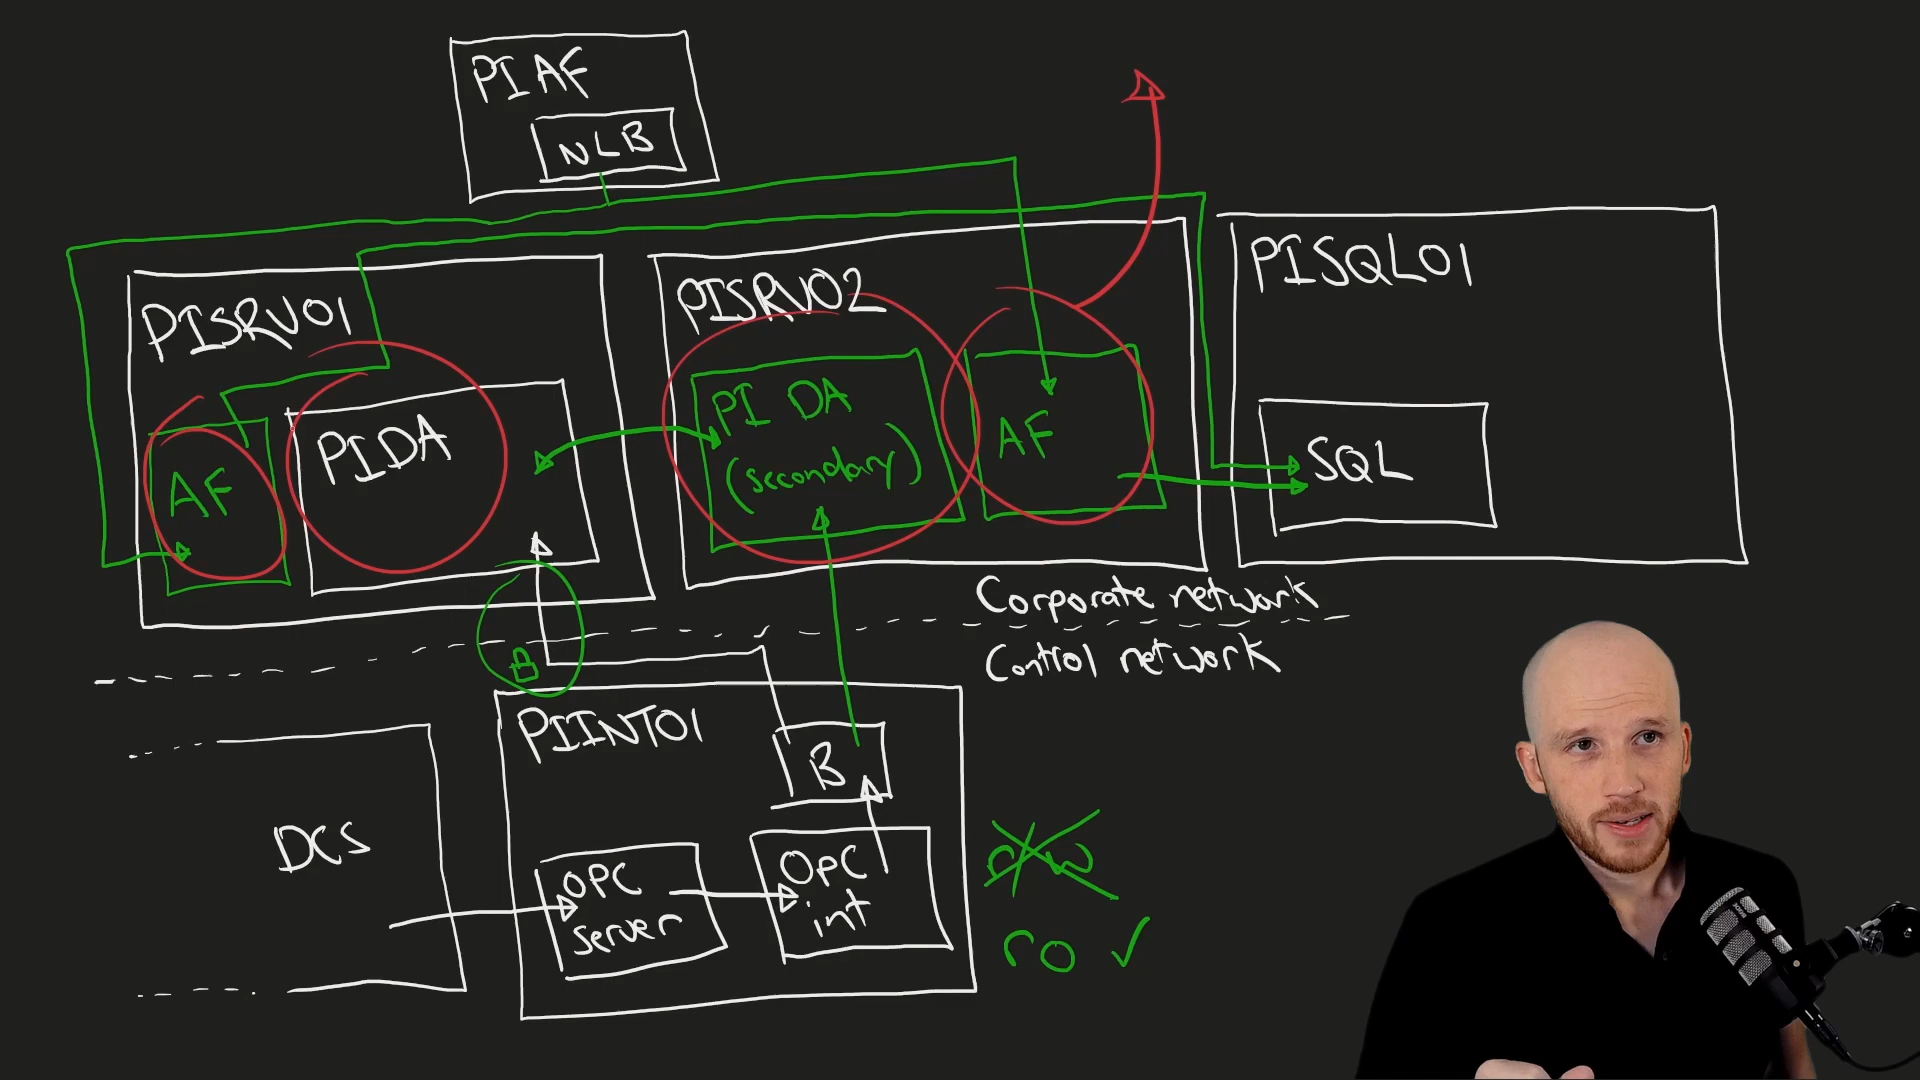 PI AF
NLB
PISRV01
AF
PIDA
PISRV02
PI DA
(secondary)
AF
PISQL01
SQL
Corporate network
Control network
PIINT01
B
DCS
OPC
server
OPC
int
r/w
ro ✓